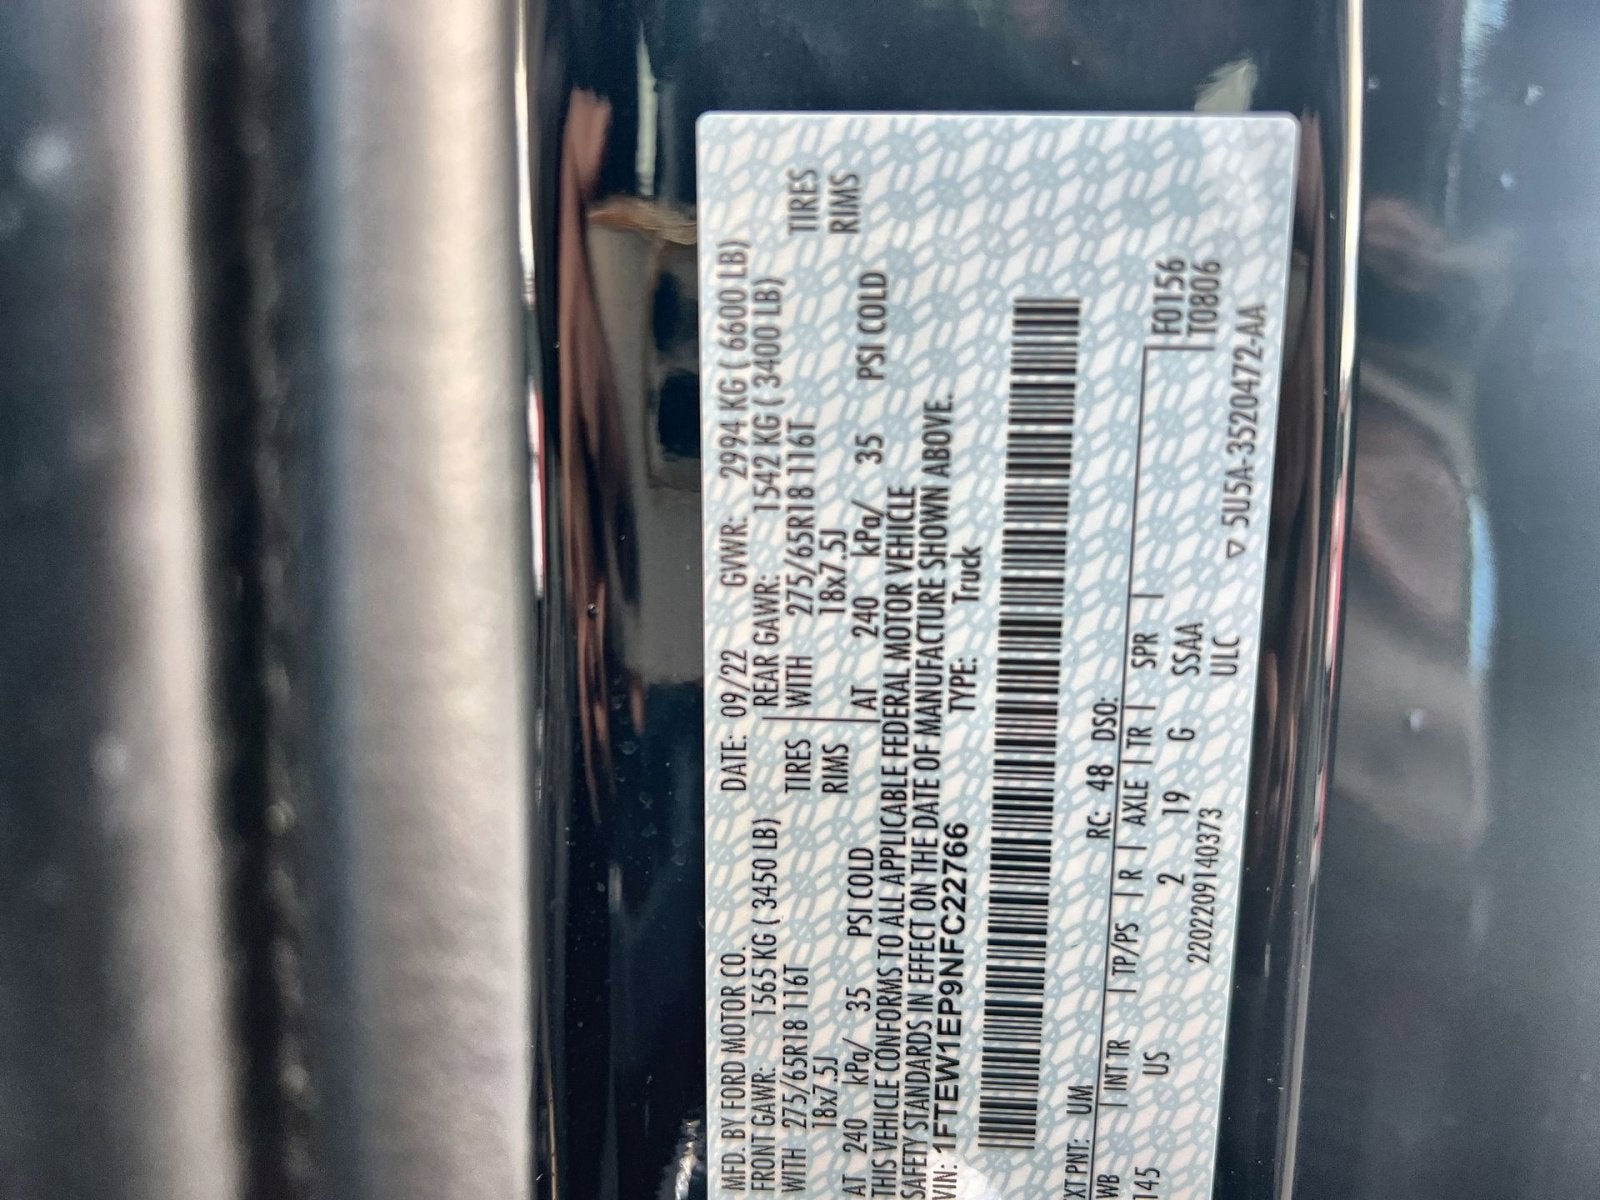 MFD. BY FORD MOTOR CO.
DATE: 09/22 GVWR: 2994 KG ( 6600 LB)
FRONT GAWR: 1565 KG ( 3450 LB) REAR GAWR: 1542 KG ( 3400 LB)
WITH 275/65R18 116T TIRES WITH 275/65R18 116T TIRES
18x7.5J RIMS 18x7.5J RIMS
AT 240 kPa/ 35 PSI COLD AT 240 kPa/ 35 PSI COLD
THIS VEHICLE CONFORMS TO ALL APPLICABLE FEDERAL MOTOR VEHICLE
SAFETY STANDARDS IN EFFECT ON THE DATE OF MANUFACTURE SHOWN ABOVE.
VIN: 1FTEW1EP9NFC22766 TYPE: Truck
XT PNT: UM RC: 48 DSO:
WB INT TR TP/PS R AXLE TR SPR F0156
145 US 2 19 G SSAA T0806
2202209140373 ULC
▽ 5U5A-3520472-AA